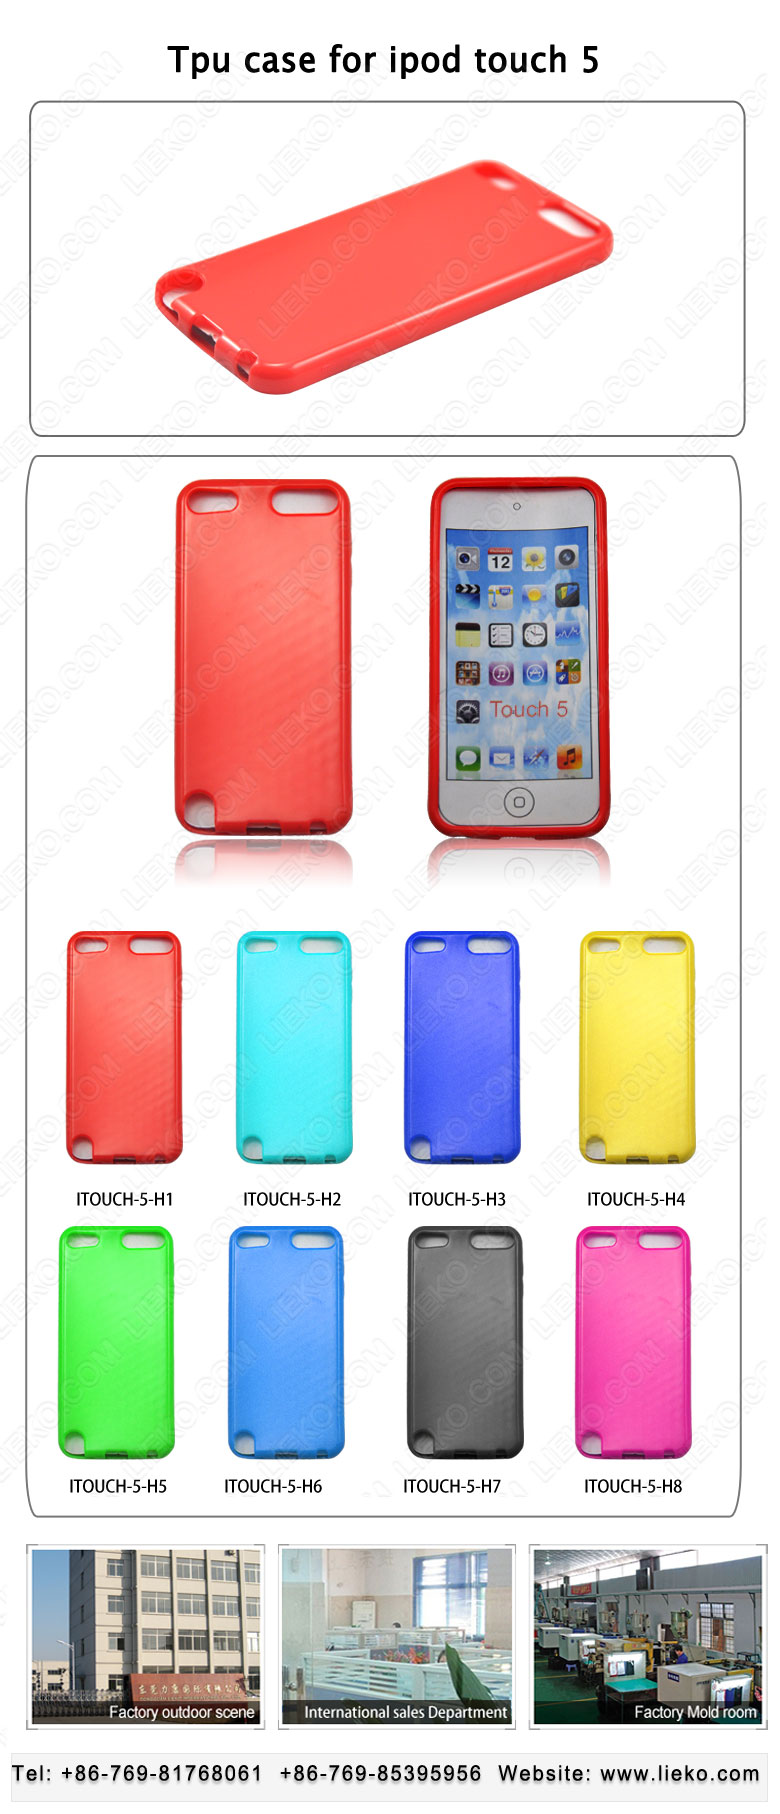 Tpu case for ipod touch 5
LIEKO.COM
12
Touch 5
ITOUCH-5-H1 ITOUCH-5-H2 ITOUCH-5-H3 ITOUCH-5-H4
ITOUCH-5-H5 ITOUCH-5-H6 ITOUCH-5-H7 ITOUCH-5-H8
Factory outdoor scene International sales Department Factory Mold room
Tel: +86-769-81768061 +86-769-85395956 Website: www.lieko.com